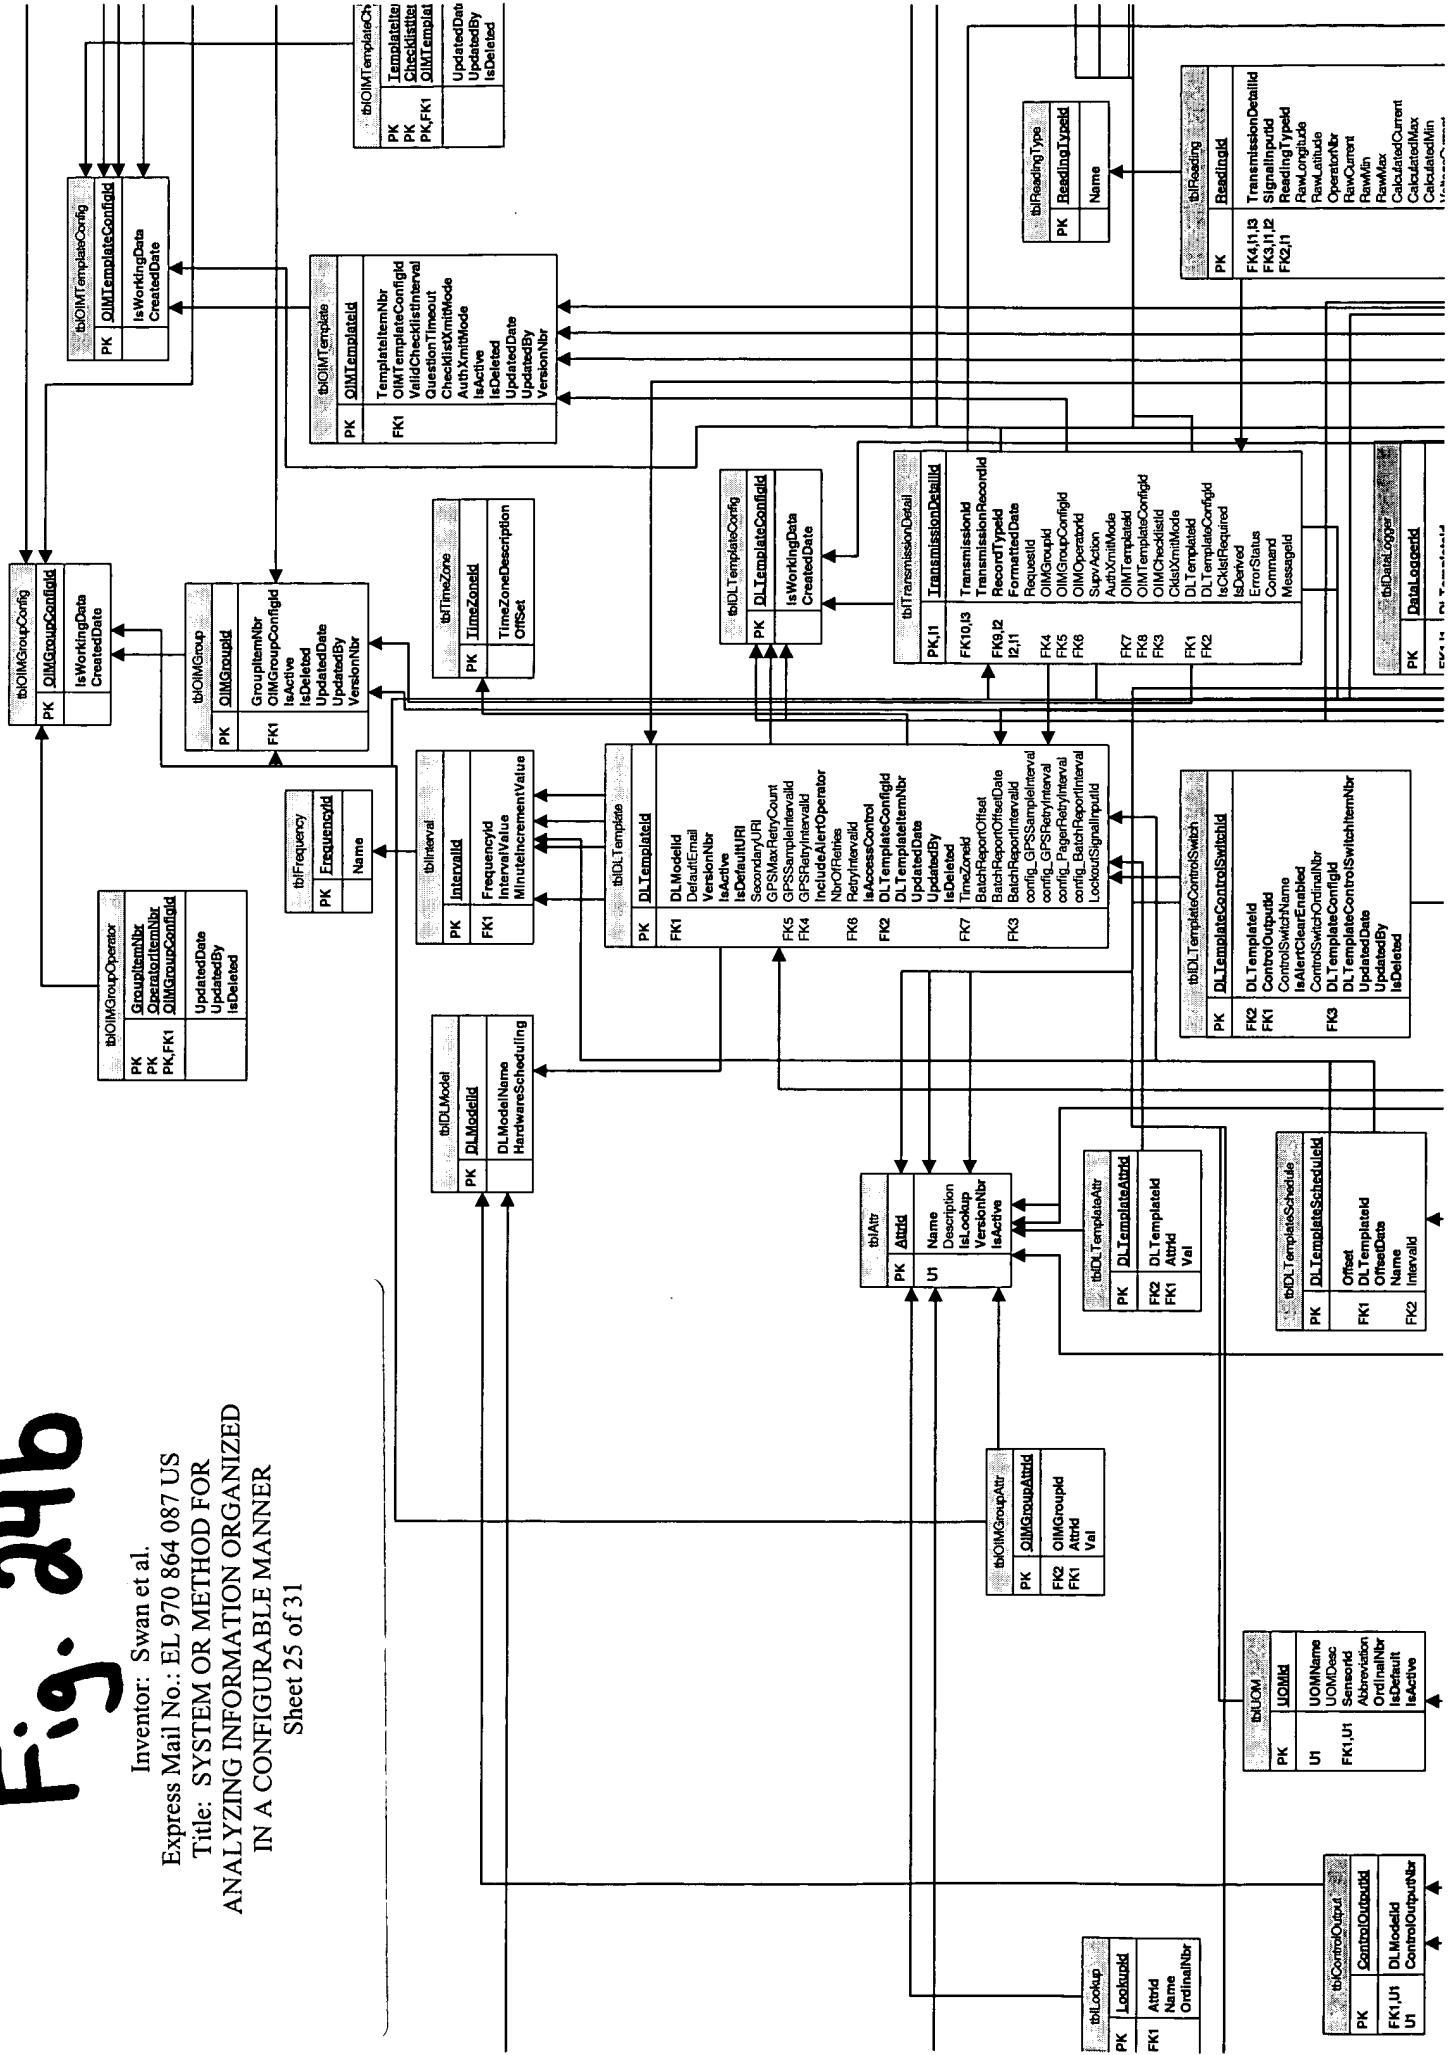 Fig. 24b
Inventor: Swan et al.
Express Mail No.: EL 970 864 087 US
Title: SYSTEM OR METHOD FOR
ANALYZING INFORMATION ORGANIZED
IN A CONFIGURABLE MANNER
Sheet 25 of 31
tblOIMGroupOperator
PK GroupItemNbr
PK OperatorItemNbr
PK,FK1 OIMGroupConfigId
UpdatedDate
UpdatedBy
IsDeleted
tblOIMGroupConfig
PK OIMGroupConfigId
IsWorkingData
CreatedDate
tblOIMTemplateConfig
PK OIMTemplateConfigId
IsWorkingData
CreatedDate
tblOIMTemplateCh
PK TemplateIte
PK ChecklistIte
PK,FK1 OIMTemplat
UpdatedDat
UpdatedBy
IsDeleted
tblOIMGroup
PK OIMGroupId
GroupItemNbr
FK1 OIMGroupConfigId
IsActive
IsDeleted
UpdatedDate
UpdatedBy
VersionNbr
tblOIMTemplate
PK OIMTemplateId
TemplateItemNbr
FK1 OIMTemplateConfigId
ValidChecklistInterval
QuestionTimeout
ChecklistXmitMode
AuthXmitMode
IsActive
IsDeleted
UpdatedDate
UpdatedBy
VersionNbr
tblFrequency
PK FrequencyId
Name
tblDLModel
PK DLModelId
DLModelName
HardwareScheduling
tblInterval
PK IntervalId
FK1 FrequencyId
IntervalValue
MinuteIncrementValue
tblTimeZone
PK TimeZoneId
TimeZoneDescription
OffSet
tblDLTemplate
PK DLTemplateId
FK1 DLModelId
DefaultEmail
VersionNbr
IsActive
IsDefaultURI
SecondaryURI
GPSMaxRetryCount
FK5 GPSSampleIntervalId
FK4 GPSRetryIntervalId
IncludeAlertOperator
NbrOfRetries
FK6 RetryIntervalId
IsAccessControl
FK2 DLTemplateConfigId
DLTemplateItemNbr
UpdatedDate
UpdatedBy
IsDeleted
FK7 TimeZoneId
BatchReportOffset
BatchReportOffsetDate
FK3 BatchReportIntervalId
config_GPSSampleInterval
config_GPSRetryInterval
config_PagerRetryInterval
config_BatchReportInterval
LockoutSignalInputId
tblDLTemplateConfig
PK DLTemplateConfigId
IsWorkingData
CreatedDate
tblTransmissionDetail
PK,I1 TransmissionDetailId
FK10,I3 TransmissionId
TransmissionRecordId
FK9,I2 RecordTypeId
I2,I1 FormattedDate
RequestId
FK4 OIMGroupId
FK5 OIMGroupConfigId
FK6 OIMOperatorId
SupvAction
AuthXmitMode
FK7 OIMTemplateId
FK8 OIMTemplateConfigId
FK3 OIMChecklistId
CklstXmitMode
FK1 DLTemplateId
FK2 DLTemplateConfigId
IsCklstRequired
IsDerived
ErrorStatus
Command
MessageId
tblReadingType
PK ReadingTypeId
Name
tblReading
PK ReadingId
FK4,I1,I3 TransmissionDetailId
FK3,I1,I2 SignalInputId
FK2,I1 ReadingTypeId
RawLongitude
RawLatitude
OperatorNbr
RawCurrent
RawMin
RawMax
CalculatedCurrent
CalculatedMax
CalculatedMin
tblAttr
PK AttrId
U1 Name
Description
IsLookup
VersionNbr
IsActive
tblOIMGroupAttr
PK OIMGroupAttrId
FK2 OIMGroupId
FK1 AttrId
Val
tblDLTemplateAttr
PK DLTemplateAttrId
FK2 DLTemplateId
FK1 AttrId
Val
tblLookup
PK LookupId
FK1 AttrId
Name
OrdinalNbr
tblDLTemplateControlSwitch
PK DLTemplateControlSwitchId
FK2 DLTemplateId
FK1 ControlOutputId
ControlSwitchName
IsAlertClearEnabled
ControlSwitchOrdinalNbr
FK3 DLTemplateConfigId
DLTemplateControlSwitchItemNbr
UpdatedDate
UpdatedBy
IsDeleted
tblUOM
PK UOMId
U1 UOMName
UOMDesc
FK1,U1 SensorId
Abbreviation
OrdinalNbr
IsDefault
IsActive
tblDLTemplateSchedule
PK DLTemplateScheduleId
Offset
FK1 DLTemplateId
OffsetDate
Name
FK2 IntervalId
tblControlOutput
PK ControlOutputId
FK1,U1 DLModelId
U1 ControlOutputNbr
tblDataLogger
PK DataLoggerId